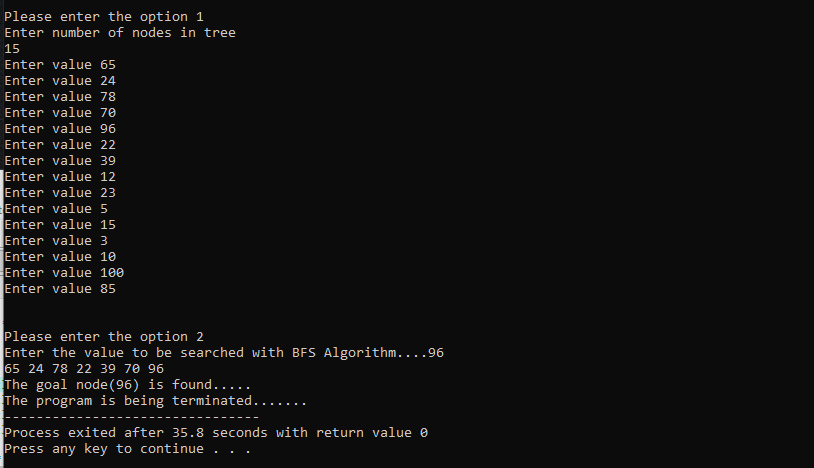 Please enter the option 1
Enter number of nodes in tree
15
Enter value 65
Enter value 24
Enter value 78
Enter value 70
Enter value 96
Enter value 22
Enter value 39
Enter value 12
Enter value 23
Enter value 5
Enter value 15
Enter value 3
Enter value 10
Enter value 100
Enter value 85
Please enter the option 2
Enter the value to be searched with BFS Algorithm....96
65 24 78 22 39 70 96
The goal node(96) is found.....
The program is being terminated.......
--------------------------------
Process exited after 35.8 seconds with return value 0
Press any key to continue . . .